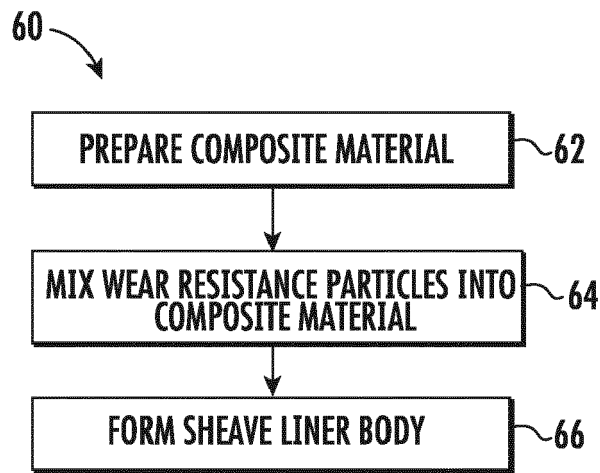 60
PREPARE COMPOSITE MATERIAL
62
MIX WEAR RESISTANCE PARTICLES INTO
COMPOSITE MATERIAL
64
FORM SHEAVE LINER BODY
66